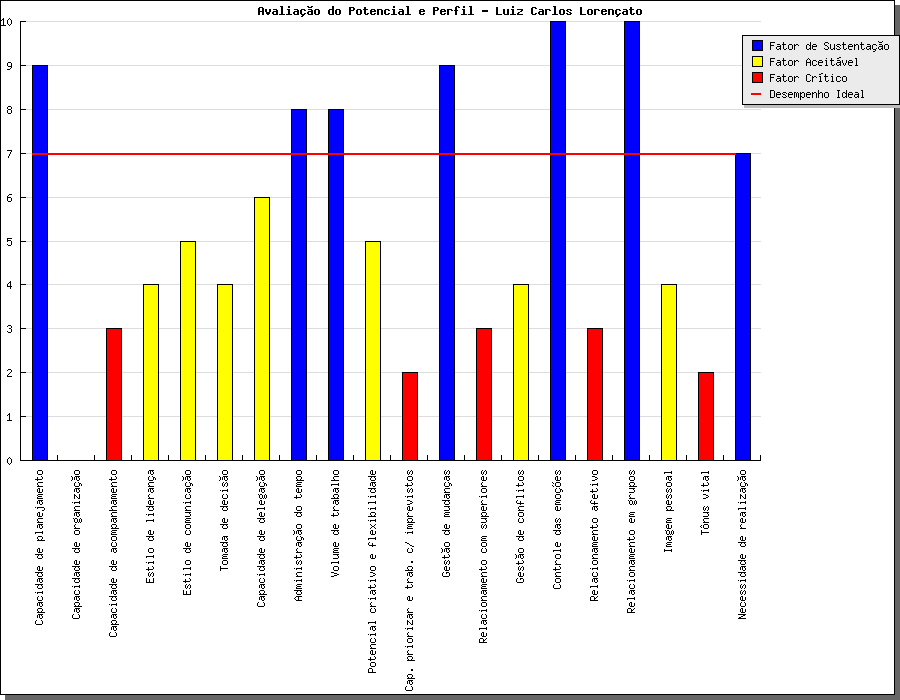 Avaliação do Potencial e Perfil - Luiz Carlos Lorençato
Fator de Sustentação
Fator Aceitável
Fator Crítico
Desempenho Ideal
10
9
8
7
6
5
4
3
2
1
0
Capacidade de planejamento
Capacidade de organização
Capacidade de acompanhamento
Estilo de liderança
Estilo de comunicação
Tomada de decisão
Capacidade de delegação
Administração do tempo
Volume de trabalho
Potencial criativo e flexibilidade
Cap. priorizar e trab. c/ imprevistos
Gestão de mudanças
Relacionamento com superiores
Gestão de conflitos
Controle das emoções
Relacionamento afetivo
Relacionamento em grupos
Imagem pessoal
Tônus vital
Necessidade de realização